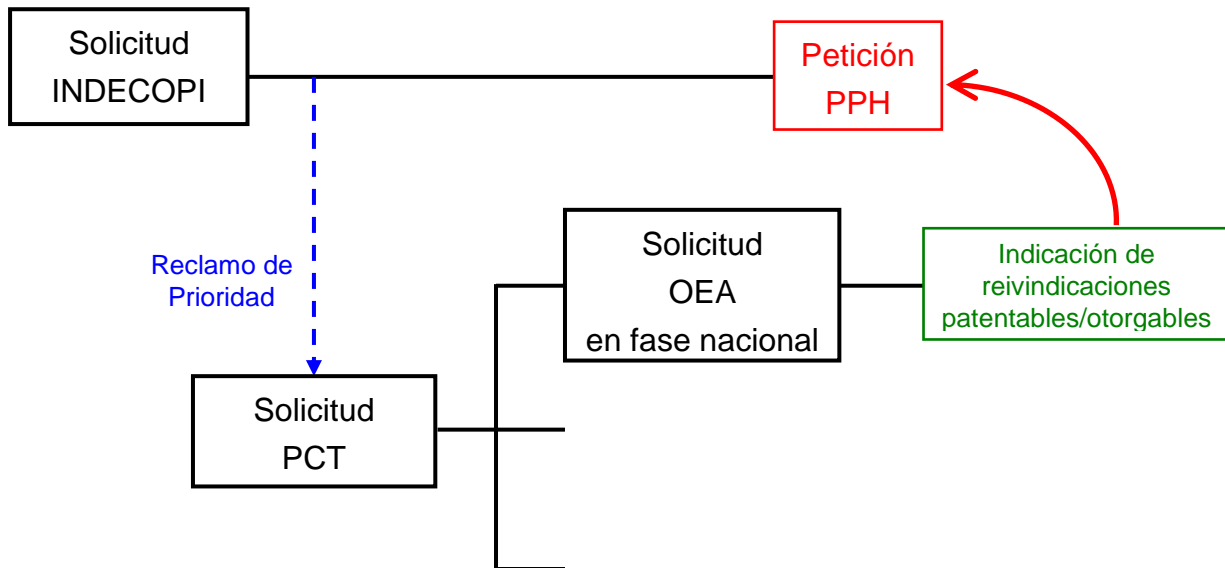 Solicitud
INDECOPI
Petición
PPH
Reclamo de
Prioridad
Solicitud
OEA
en fase nacional
Indicación de
reivindicaciones
patentables/otorgables
Solicitud
PCT